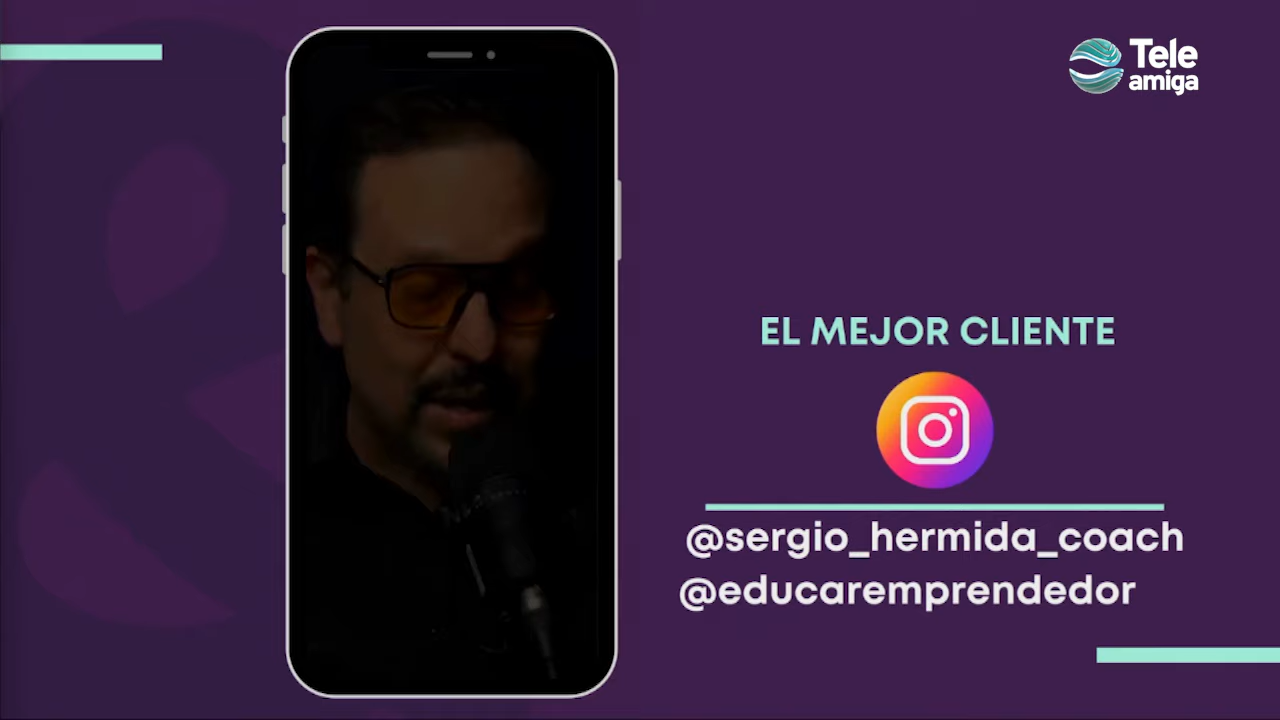 Tele
amiga
EL MEJOR CLIENTE
@sergio_hermida_coach
@educaremprendedor